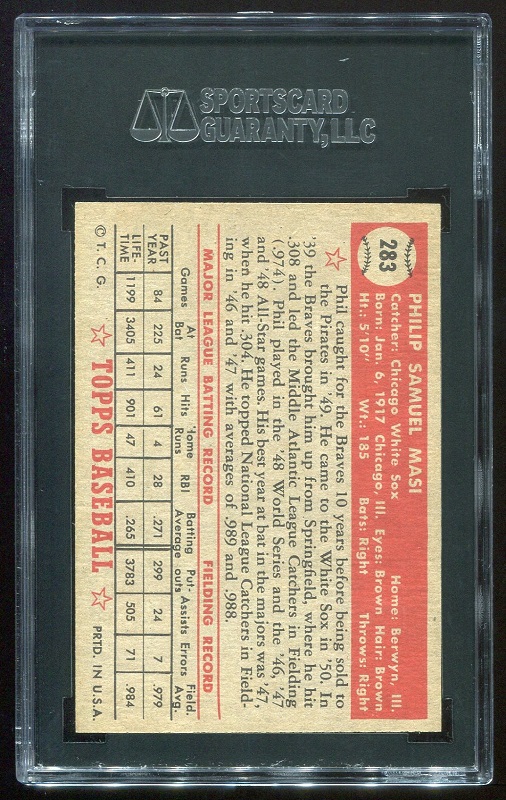 SPORTSCARD
GUARANTY, LLC
283
PHILIP SAMUEL MASI
Catcher: Chicago White Sox Home: Berwyn, Ill.
Born: Jan. 6, 1917 Chicago, Ill. Eyes: Brown Hair: Brown
Ht.: 5'10" Wt.: 185 Bats: Right Throws: Right
Phil caught for the Braves 10 years before being sold to
the Pirates in '49. He came to the White Sox in '50. In
'39 the Braves brought him up from Springfield, where he hit
.308 and led the Middle Atlantic League Catchers in Fielding
(.974). Phil played in the '48 World Series and the '46, '47
and '48 All-Star games. His best year at bat in the majors was '47,
when he hit .304. He topped National League Catchers in Field-
ing in '46 and '47 with averages of .989 and .988.
MAJOR LEAGUE BATTING RECORD FIELDING RECORD
Games At Bat Runs Hits 'ome Runs RBI Batting Average Put-outs Assists Errors Field. Avg.
PAST YEAR 84 225 24 61 4 28 .271 299 24 7 .979
LIFE-TIME 1199 3405 411 901 47 410 .265 3783 505 71 .984
© T. C. G. TOPPS BASEBALL PRTD. IN U.S.A.